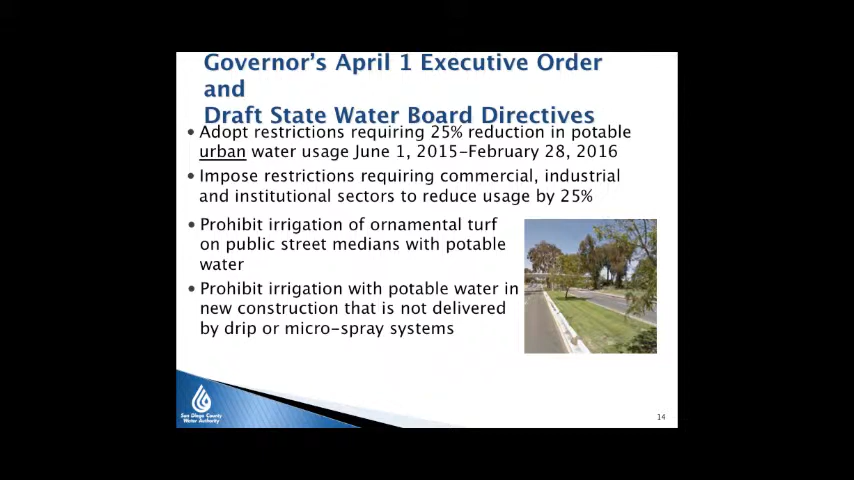 Governor's April 1 Executive Order
and
Draft State Water Board Directives
• Adopt restrictions requiring 25% reduction in potable
urban water usage June 1, 2015-February 28, 2016
• Impose restrictions requiring commercial, industrial
and institutional sectors to reduce usage by 25%
• Prohibit irrigation of ornamental turf
on public street medians with potable
water
• Prohibit irrigation with potable water in
new construction that is not delivered
by drip or micro-spray systems
San Diego County
Water Authority
14